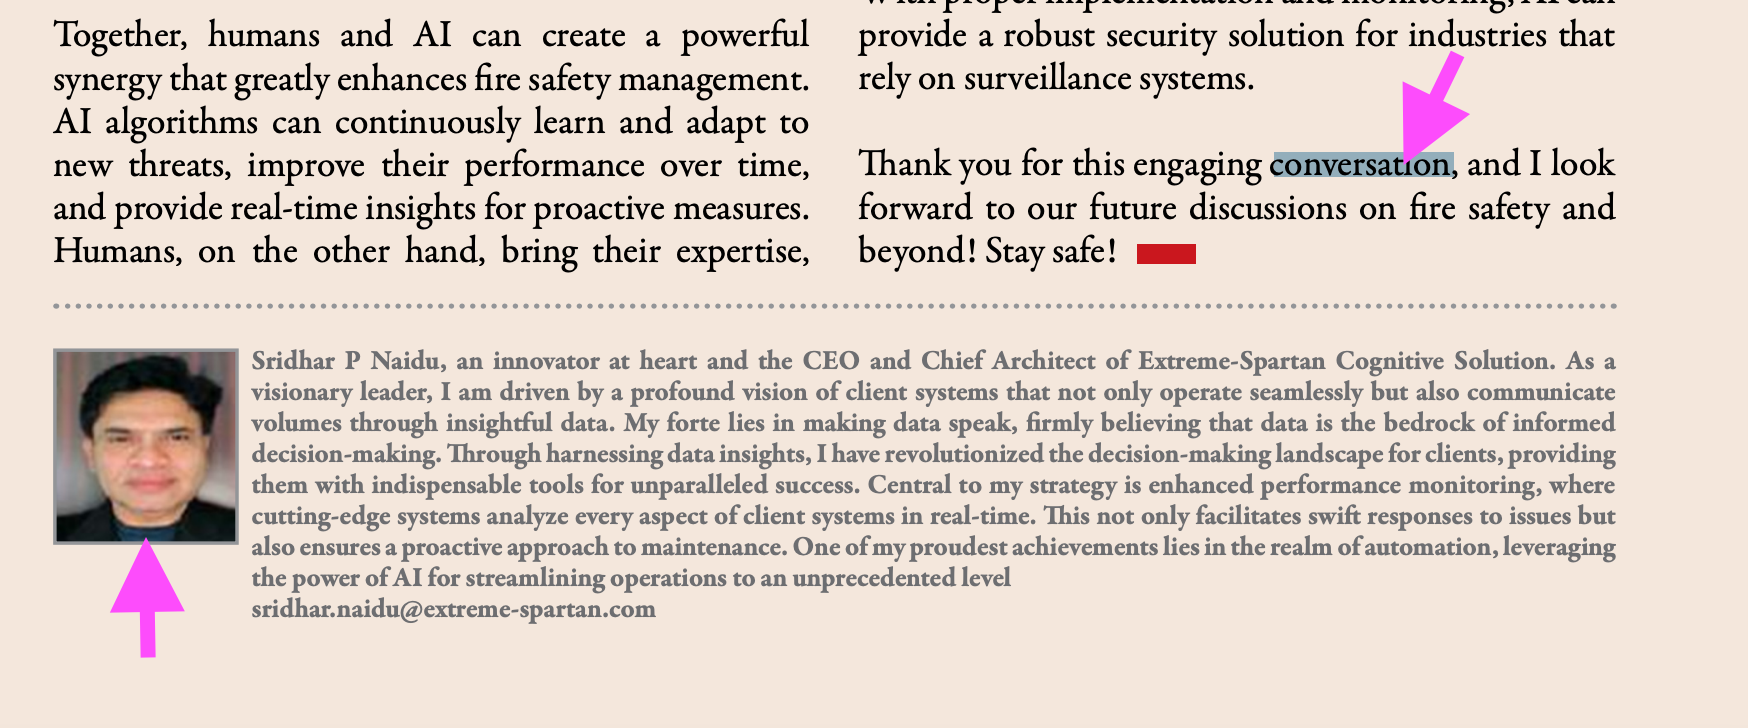 Together, humans and AI can create a powerful
synergy that greatly enhances fire safety management.
AI algorithms can continuously learn and adapt to
new threats, improve their performance over time,
and provide real-time insights for proactive measures.
Humans, on the other hand, bring their expertise,
with proper implementation and monitoring, AI can
provide a robust security solution for industries that
rely on surveillance systems.
Thank you for this engaging conversation, and I look
forward to our future discussions on fire safety and
beyond! Stay safe!
Sridhar P Naidu, an innovator at heart and the CEO and Chief Architect of Extreme-Spartan Cognitive Solution. As a
visionary leader, I am driven by a profound vision of client systems that not only operate seamlessly but also communicate
volumes through insightful data. My forte lies in making data speak, firmly believing that data is the bedrock of informed
decision-making. Through harnessing data insights, I have revolutionized the decision-making landscape for clients, providing
them with indispensable tools for unparalleled success. Central to my strategy is enhanced performance monitoring, where
cutting-edge systems analyze every aspect of client systems in real-time. This not only facilitates swift responses to issues but
also ensures a proactive approach to maintenance. One of my proudest achievements lies in the realm of automation, leveraging
the power of AI for streamlining operations to an unprecedented level
sridhar.naidu@extreme-spartan.com